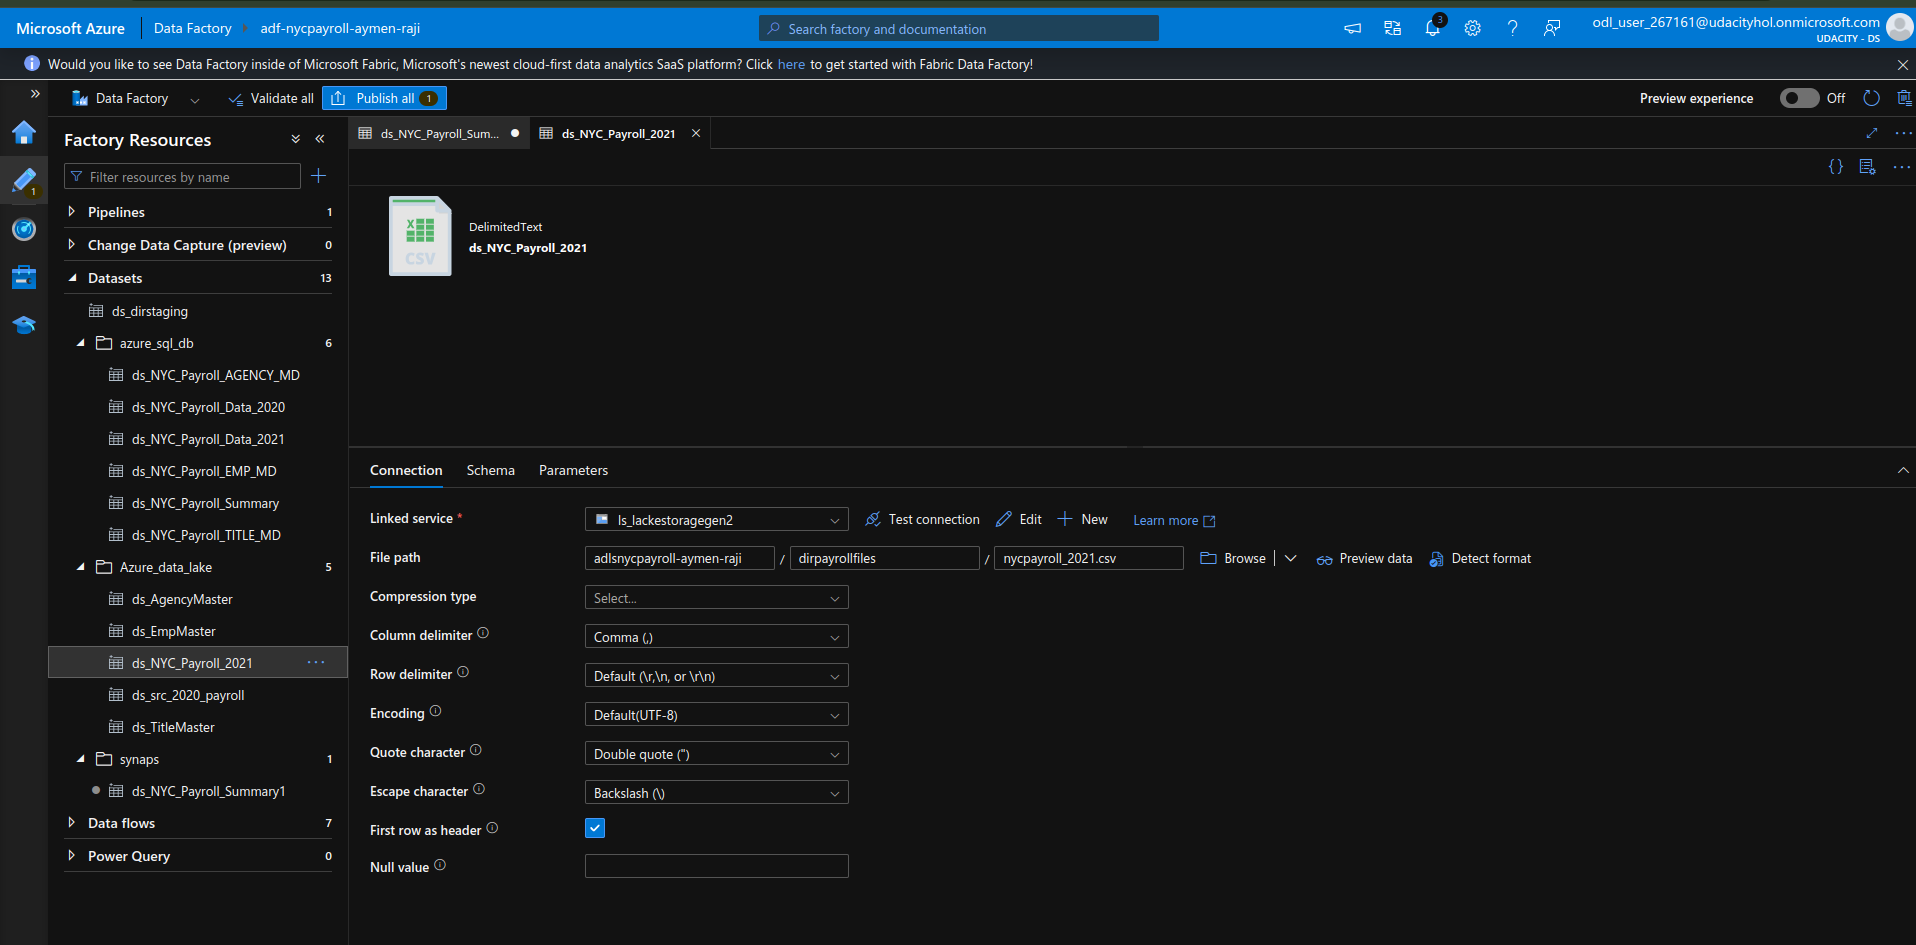 Microsoft Azure Data Factory adf-nycpayroll-aymen-raji Search factory and documentation 3 odl_user_267161@udacityhol.onmicrosoft.com
UDACITY - DS
Would you like to see Data Factory inside of Microsoft Fabric, Microsoft's newest cloud-first data analytics SaaS platform? Click here to get started with Fabric Data Factory!
Data Factory Validate all Publish all 1 Preview experience Off
Factory Resources
Filter resources by name
1
Pipelines 1
Change Data Capture (preview) 0
Datasets 13
ds_dirstaging
azure_sql_db 6
ds_NYC_Payroll_AGENCY_MD
ds_NYC_Payroll_Data_2020
ds_NYC_Payroll_Data_2021
ds_NYC_Payroll_EMP_MD
ds_NYC_Payroll_Summary
ds_NYC_Payroll_TITLE_MD
Azure_data_lake 5
ds_AgencyMaster
ds_EmpMaster
ds_NYC_Payroll_2021 ...
ds_src_2020_payroll
ds_TitleMaster
synaps 1
ds_NYC_Payroll_Summary1
Data flows 7
Power Query 0
ds_NYC_Payroll_Sum... ds_NYC_Payroll_2021
{}
X
CSV
DelimitedText
ds_NYC_Payroll_2021
Connection Schema Parameters
Linked service * ls_lackestoragegen2 Test connection Edit New Learn more
File path adlsnycpayroll-aymen-raji / dirpayrollfiles / nycpayroll_2021.csv Browse Preview data Detect format
Compression type Select...
Column delimiter Comma (,)
Row delimiter Default (\r,\n, or \r\n)
Encoding Default(UTF-8)
Quote character Double quote (")
Escape character Backslash (\)
First row as header
Null value